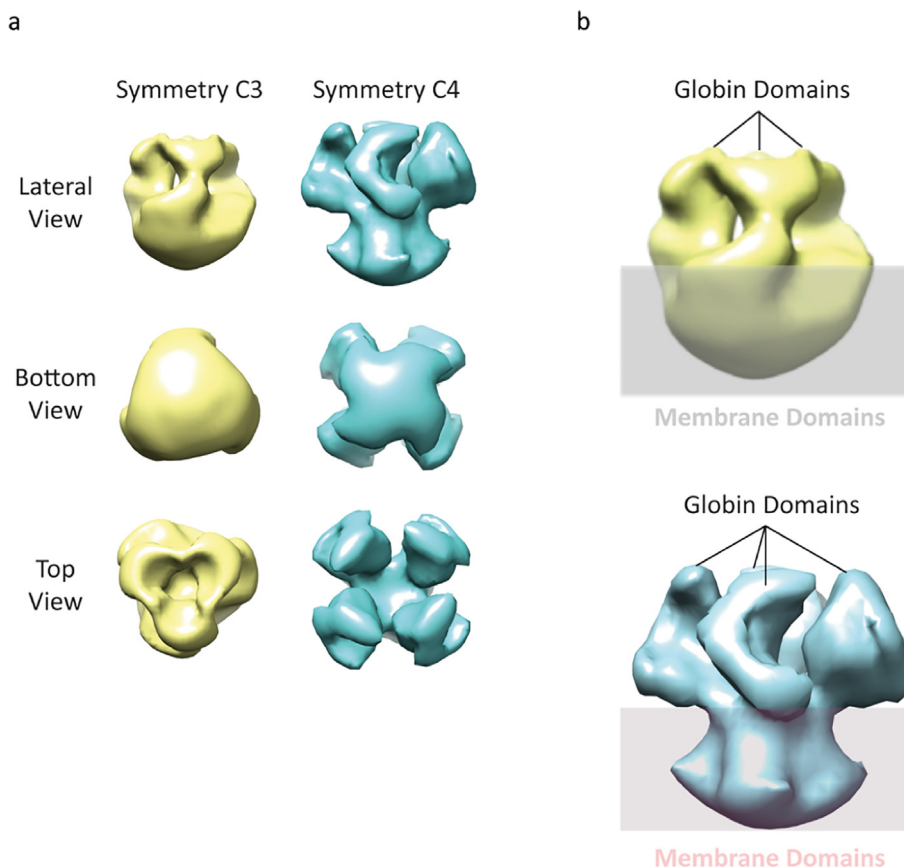 a
b
Symmetry C3
Symmetry C4
Lateral
View
Bottom
View
Top
View
Globin Domains
Membrane Domains
Globin Domains
Membrane Domains